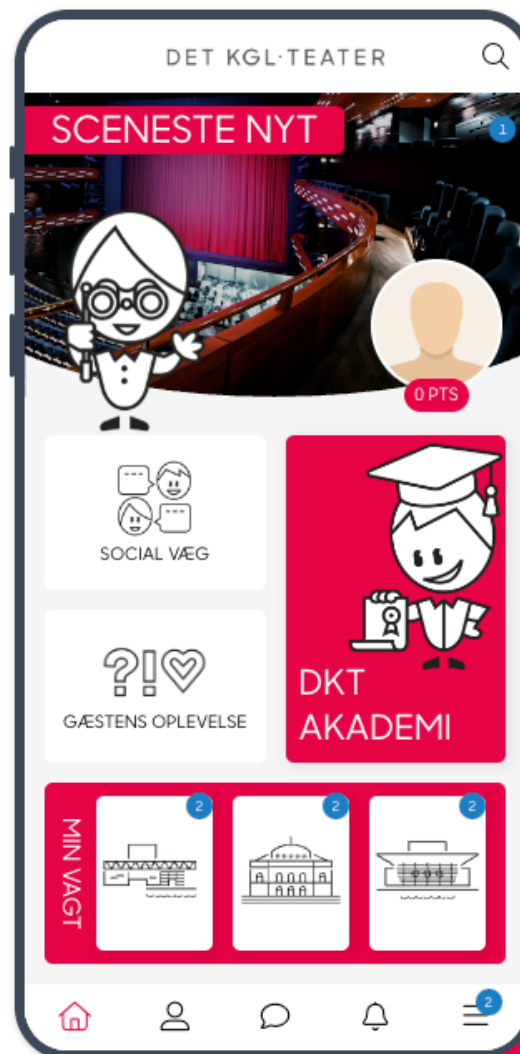 DET KGL·TEATER
SCENESTE NYT
1
0 PTS
SOCIAL VÆG
GÆSTENS OPLEVELSE
?!
DKT
AKADEMI
MIN VAGT
2
2
2
2